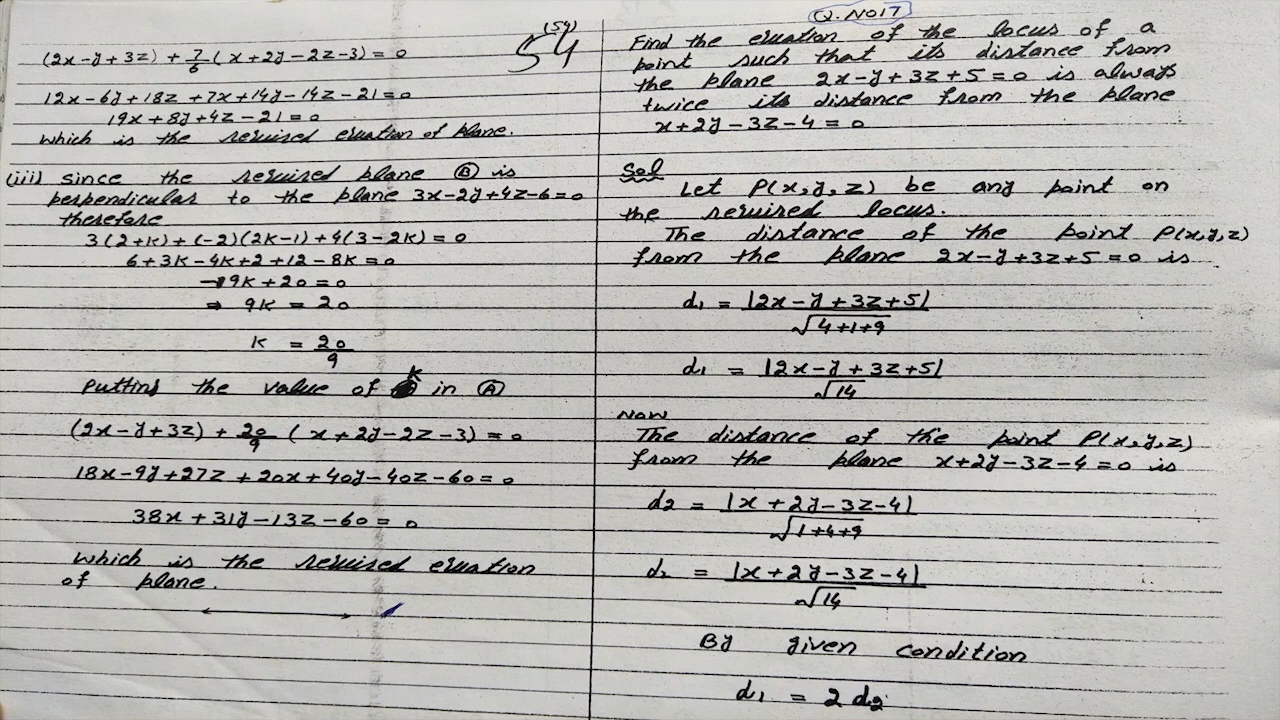 (54)
54
(2x-y+3z) + 7/6 (x+2y-2z-3) = 0
12x-6y+18z+7x+14y-14z-21=0
19x+8y+4z-21=0
which is the required equation of plane.
(iii) since the required plane Ⓑ is
perpendicular to the plane 3x-2y+4z-6=0
therefore
3(2+K)+(-2)(2K-1)+4(3-2K)=0
6+3K-4K+2+12-8K=0
-9K+20=0
⇒ 9K = 20
K = 20/9
Putting the value of K in Ⓐ
(2x-y+3z) + 20/9 (x+2y-2z-3) = 0
18x-9y+27z+20x+40y-40z-60=0
38x+31y-13z-60=0
which is the required equation
of plane.
Q.NO17
Find the equation of the locus of a
point such that its distance from
the plane 2x-y+3z+5=0 is always
twice its distance from the plane
x+2y-3z-4=0
Sol
Let P(x,y,z) be any point on
the required locus.
The distance of the point P(x,y,z)
from the plane 2x-y+3z+5=0 is
d1 = |2x-y+3z+5|/√4+1+9
d1 = |2x-y+3z+5|/√14
Now
The distance of the point P(x,y,z)
from the plane x+2y-3z-4=0 is
d2 = |x+2y-3z-4|/√1+4+9
d2 = |x+2y-3z-4|/√14
By given condition
d1 = 2d2